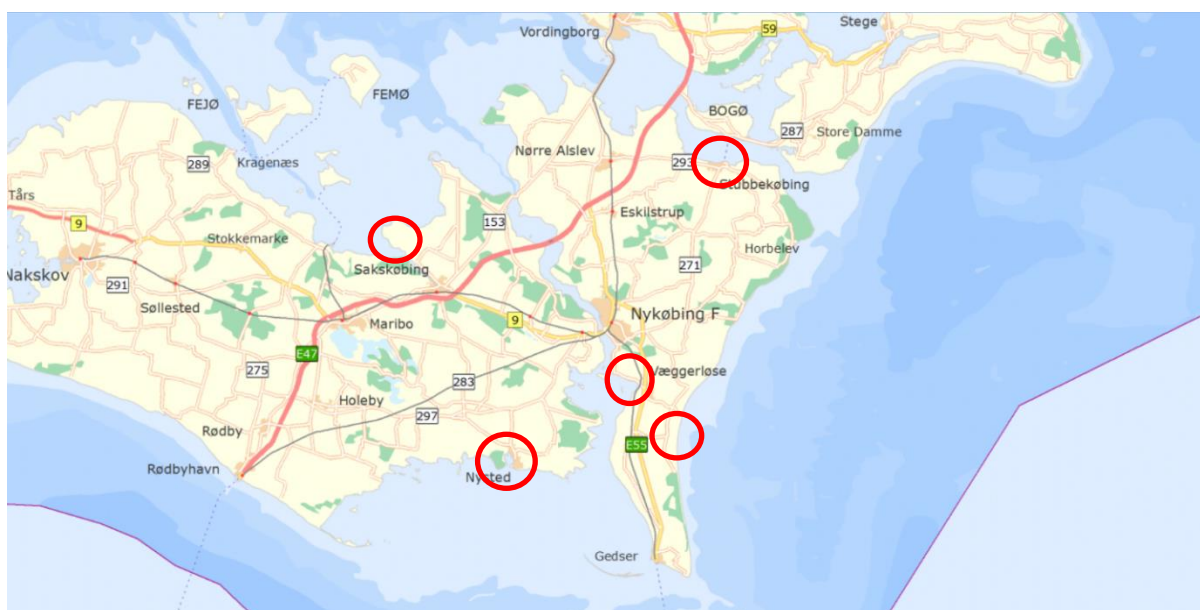 Vordingborg
59
Stege
FEJØ
FEMØ
BOGØ
287
Store Damme
Kragenæs
289
Nørre Alslev
293
Stubbekøbing
Tårs
9
Stokkemarke
153
Eskilstrup
Horbelev
Sakskøbing
271
Nakskov
291
Søllested
Maribo
9
Nykøbing F
E47
275
283
Væggerløse
Holeby
297
Rødby
E55
Rødbyhavn
Nysted
Gedser